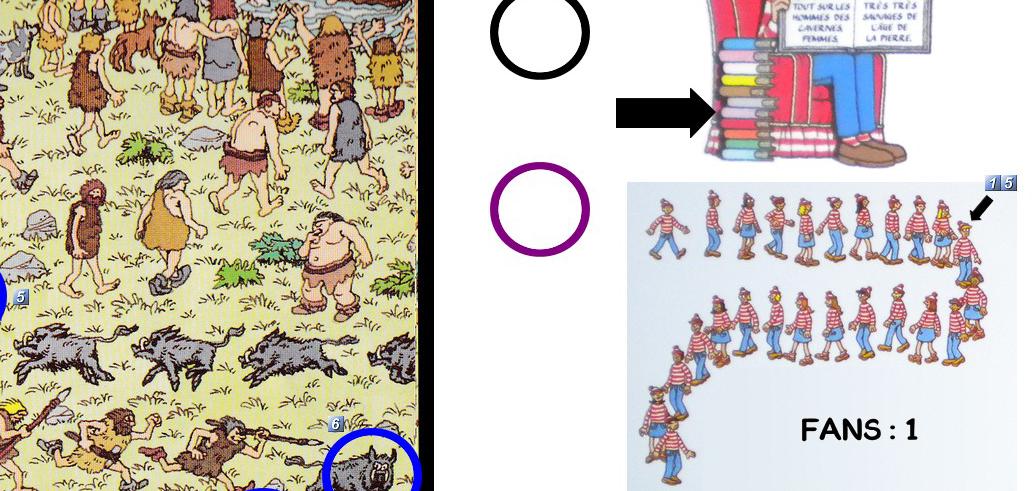 TOUT SUR LES
HOMMES DES
CAVERNES,
FEMMES,
TRÈS TRÈS
SAUVAGES DE
L'ÂGE DE
LA PIERRE.
15
5
6
FANS : 1